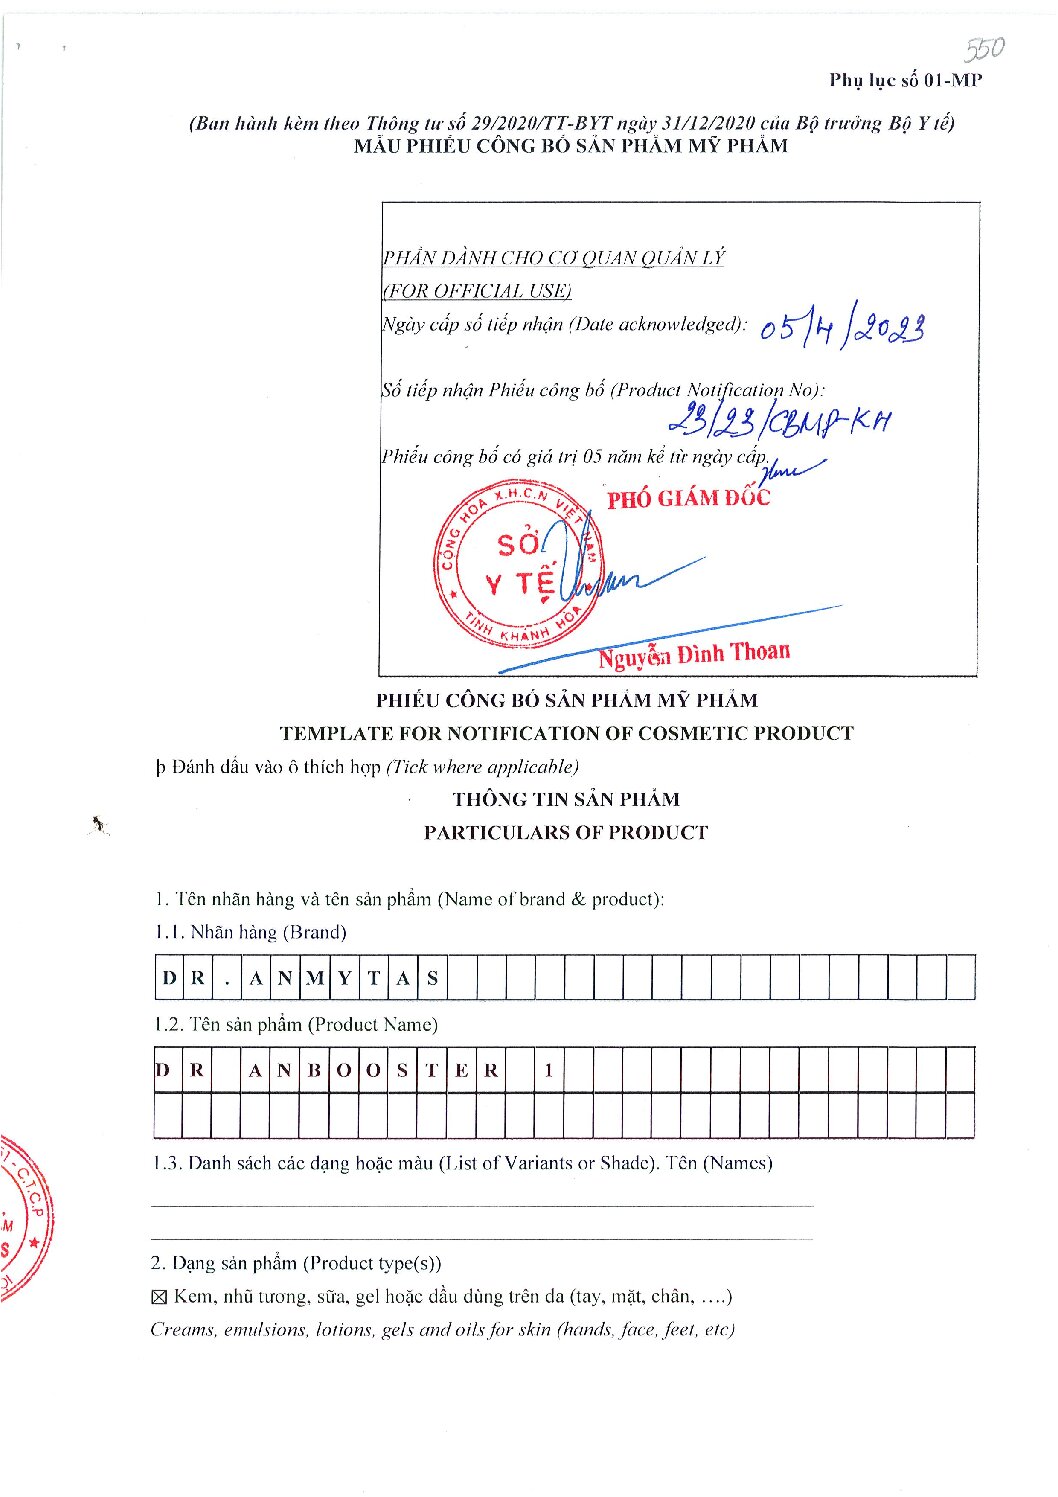 550
Phụ lục số 01-MP
(Ban hành kèm theo Thông tư số 29/2020/TT-BYT ngày 31/12/2020 của Bộ trưởng Bộ Y tế)
MẪU PHIẾU CÔNG BỐ SẢN PHẨM MỸ PHẨM
PHẦN DÀNH CHO CƠ QUAN QUẢN LÝ
(FOR OFFICIAL USE)
Ngày cấp số tiếp nhận (Date acknowledged): 05/4/2023
Số tiếp nhận Phiếu công bố (Product Notification No):
23/23/CBMP-KH
Phiếu công bố có giá trị 05 năm kể từ ngày cấp.
PHÓ GIÁM ĐỐC
CỘNG HÒA X.H.C.N VIỆT NAM
SỞ
Y TẾ
TỈNH KHÁNH HÒA
Nguyễn Đình Thoan
PHIẾU CÔNG BỐ SẢN PHẨM MỸ PHẨM
TEMPLATE FOR NOTIFICATION OF COSMETIC PRODUCT
þ Đánh dấu vào ô thích hợp (Tick where applicable)
THÔNG TIN SẢN PHẨM
PARTICULARS OF PRODUCT
1. Tên nhãn hàng và tên sản phẩm (Name of brand & product):
1.1. Nhãn hàng (Brand)
DR.ANMYTAS
1.2. Tên sản phẩm (Product Name)
DR ANBOOSTER 1
1.3. Danh sách các dạng hoặc màu (List of Variants or Shade). Tên (Names)
C.T.C.P
2. Dạng sản phẩm (Product type(s))
☒ Kem, nhũ tương, sữa, gel hoặc dầu dùng trên da (tay, mặt, chân, ....)
Creams, emulsions, lotions, gels and oils for skin (hands, face, feet, etc)